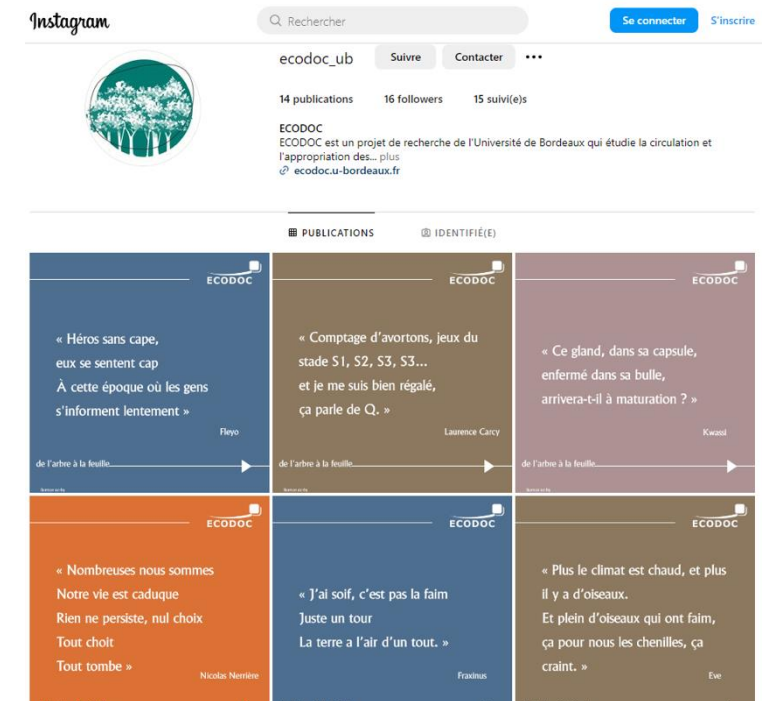 Instagram
Rechercher
Se connecter
S'inscrire
ecodoc_ub
Suivre
Contacter
14 publications
16 followers
15 suivi(e)s
ECODOC
ECODOC est un projet de recherche de l'Université de Bordeaux qui étudie la circulation et
l'appropriation des... plus
ecodoc.u-bordeaux.fr
PUBLICATIONS
IDENTIFIÉ(E)
ECODOC
« Héros sans cape,
eux se sentent cap
À cette époque où les gens
s'informent lentement »
Fleyo
de l'arbre à la feuille
ECODOC
« Comptage d'avortons, jeux du
stade S1, S2, S3, S3...
et je me suis bien régalé,
ça parle de Q. »
Laurence Carcy
de l'arbre à la feuille
ECODOC
« Ce gland, dans sa capsule,
enfermé dans sa bulle,
arrivera-t-il à maturation ? »
Kwassi
de l'arbre à la feuille
ECODOC
« Nombreuses nous sommes
Notre vie est caduque
Rien ne persiste, nul choix
Tout choit
Tout tombe »
Nicolas Nerrière
ECODOC
« J'ai soif, c'est pas la faim
Juste un tour
La terre a l'air d'un tout. »
Fraxinus
ECODOC
« Plus le climat est chaud, et plus
il y a d'oiseaux.
Et plein d'oiseaux qui ont faim,
ça pour nous les chenilles, ça
craint. »
Eve